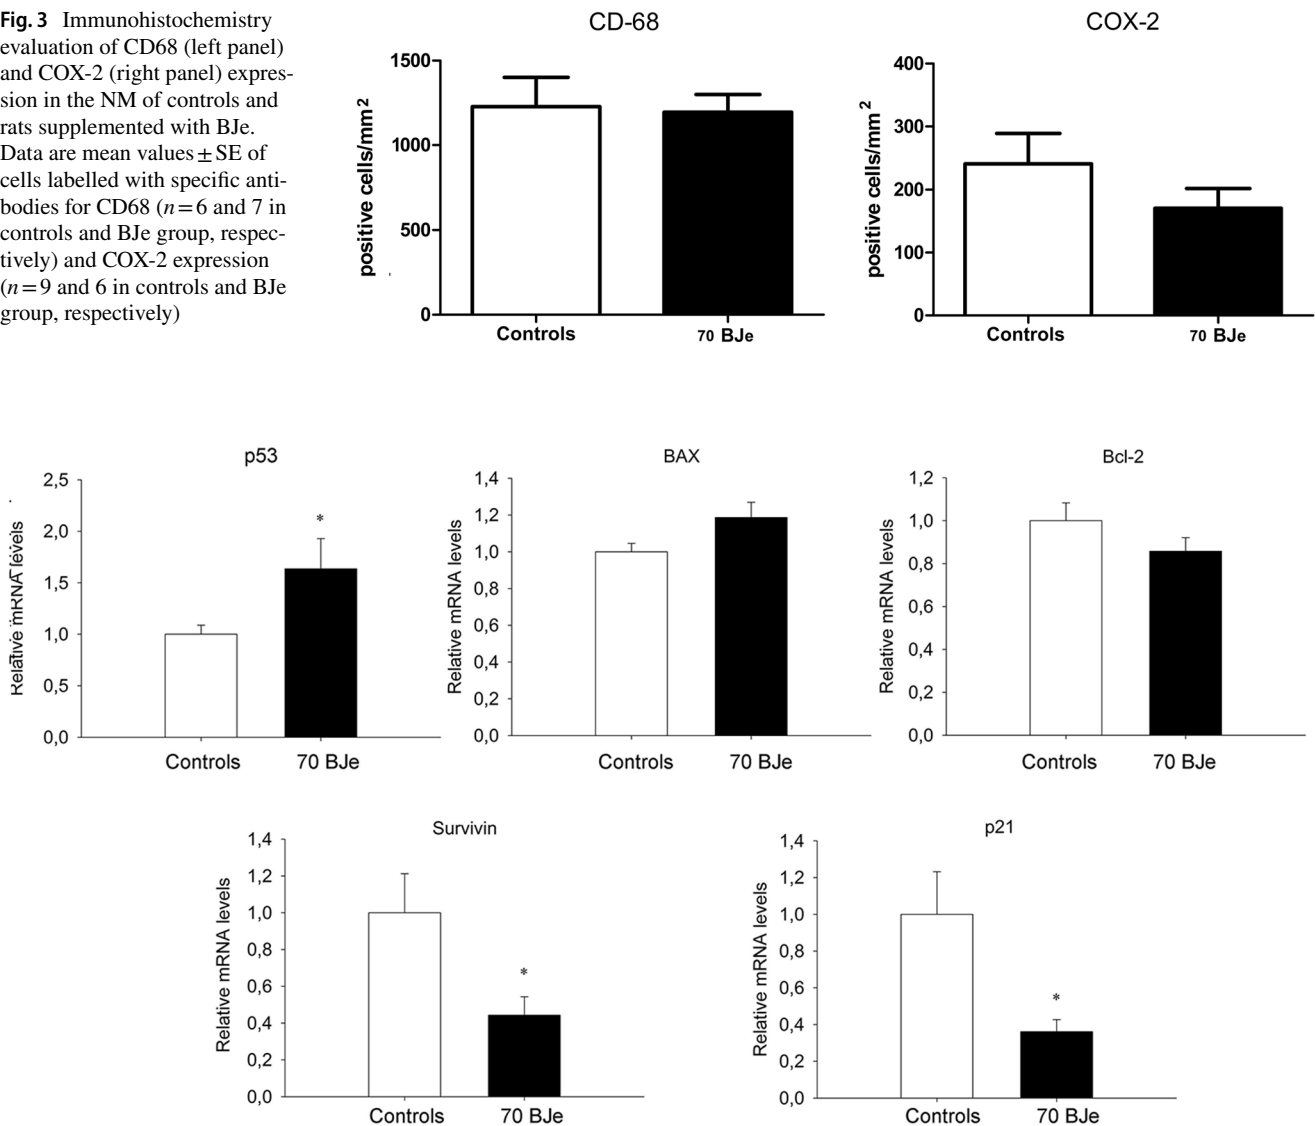 Fig. 3 Immunohistochemistry
evaluation of CD68 (left panel)
and COX-2 (right panel) expres-
sion in the NM of controls and
rats supplemented with BJe.
Data are mean values ± SE of
cells labelled with specific anti-
bodies for CD68 (n = 6 and 7 in
controls and BJe group, respec-
tively) and COX-2 expression
(n = 9 and 6 in controls and BJe
group, respectively)
CD-68
positive cells/mm²
1500
1000
500
0
Controls
70 BJe
COX-2
positive cells/mm²
400
300
200
100
0
Controls
70 BJe
p53
Relative mRNA levels
2,5
2,0
1,5
1,0
0,5
0,0
*
Controls
70 BJe
BAX
Relative mRNA levels
1,4
1,2
1,0
0,8
0,6
0,4
0,2
0,0
Controls
70 BJe
Bcl-2
Relative mRNA levels
1,2
1,0
0,8
0,6
0,4
0,2
0,0
Controls
70 BJe
Survivin
Relative mRNA levels
1,4
1,2
1,0
0,8
0,6
0,4
0,2
0,0
*
Controls
70 BJe
p21
Relative mRNA levels
1,4
1,2
1,0
0,8
0,6
0,4
0,2
0,0
*
Controls
70 BJe